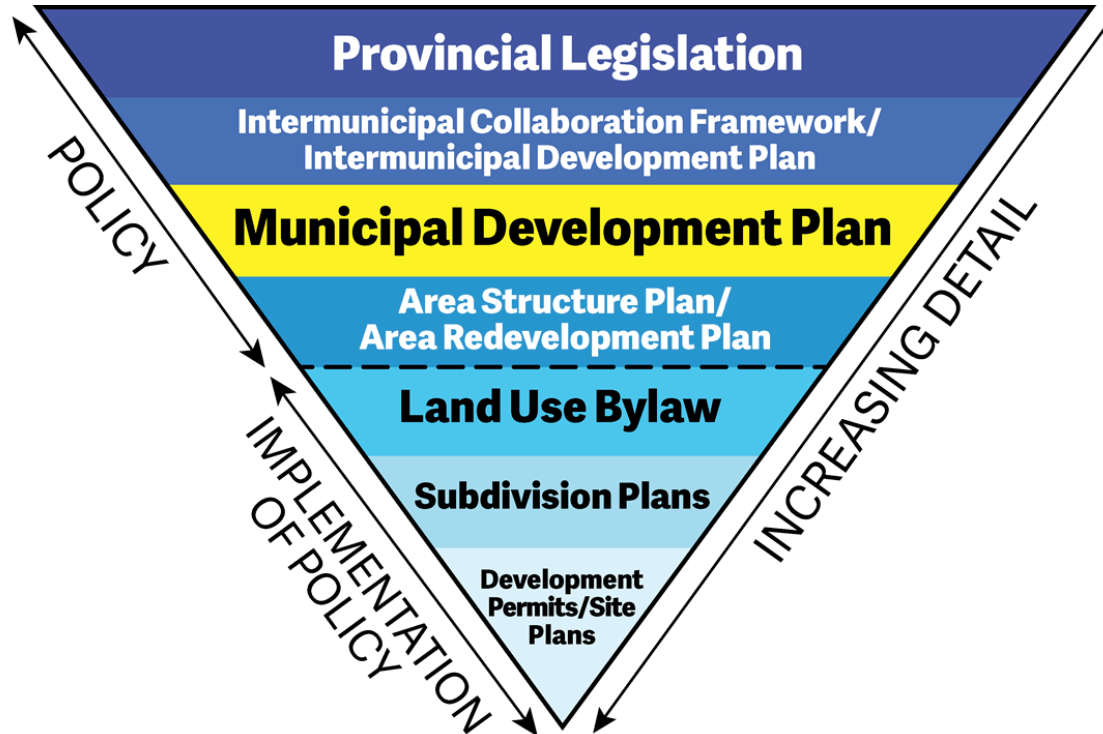 Provincial Legislation
Intermunicipal Collaboration Framework/
Intermunicipal Development Plan
Municipal Development Plan
Area Structure Plan/
Area Redevelopment Plan
Land Use Bylaw
Subdivision Plans
Development
Permits/Site
Plans
POLICY
IMPLEMENTATION
OF POLICY
INCREASING DETAIL